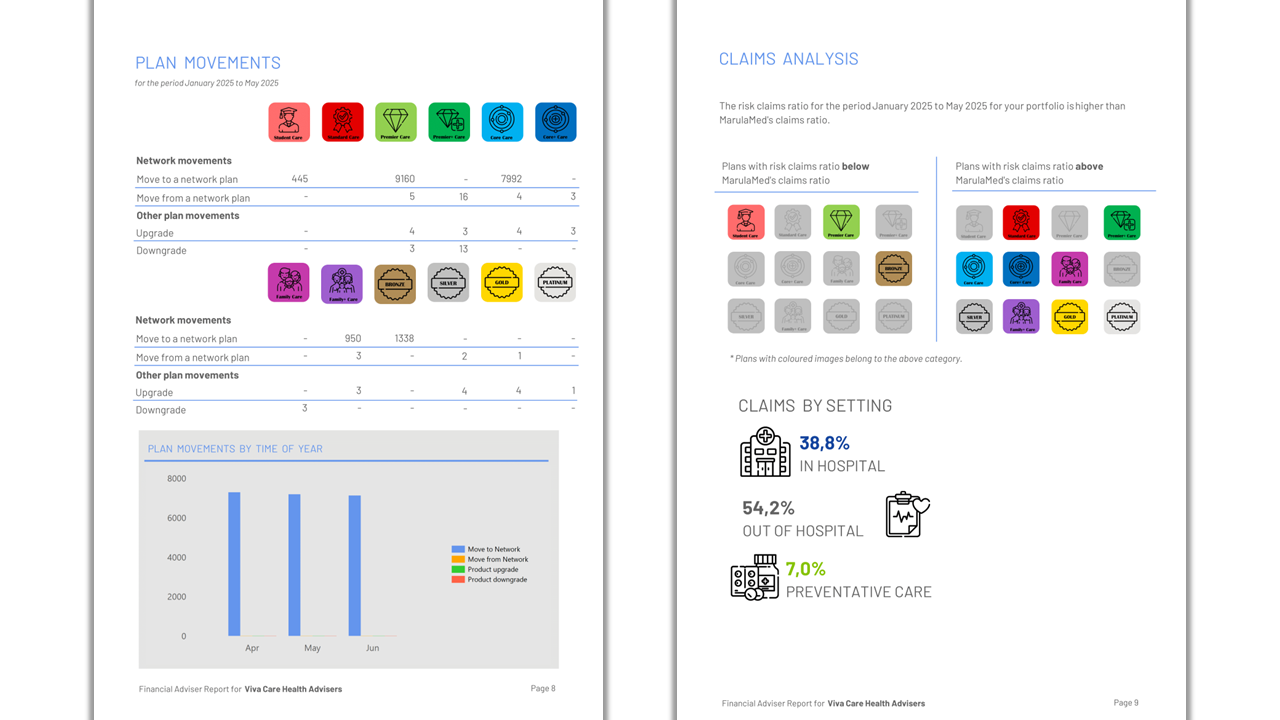 PLAN MOVEMENTS
for the period January 2025 to May 2025
Student Care Standard Care Premier Care Premier+ Care Core Care Core+ Care
Network movements
Move to a network plan 445 9160 - 7992 -
Move from a network plan - 5 16 4 3
Other plan movements
Upgrade - 4 3 4 3
Downgrade 3 13 - -
Family Care Family+ Care BRONZE SILVER GOLD PLATINUM
Network movements
Move to a network plan - 950 1338 - - -
Move from a network plan - 3 - 2 1 -
Other plan movements
Upgrade - 3 - 4 4 1
Downgrade 3 - - - - -
PLAN MOVEMENTS BY TIME OF YEAR
8000
6000
4000
2000
0
Apr May Jun
Move to Network
Move from Network
Product upgrade
Product downgrade
Financial Adviser Report for Viva Care Health Advisers Page 8
CLAIMS ANALYSIS
The risk claims ratio for the period January 2025 to May 2025 for your portfolio is higher than
MarulaMed's claims ratio.
Plans with risk claims ratio below
MarulaMed's claims ratio
Student Care Standard Care Premier Care Premier+ Care
Core Care Core+ Care Family Care BRONZE
SILVER Family+ Care GOLD PLATINUM
Plans with risk claims ratio above
MarulaMed's claims ratio
Student Care Standard Care Premier Care Premier+ Care
Core Care Core+ Care Family Care BRONZE
SILVER Family+ Care GOLD PLATINUM
* Plans with coloured images belong to the above category.
CLAIMS BY SETTING
38,8%
IN HOSPITAL
54,2%
OUT OF HOSPITAL
7,0%
PREVENTATIVE CARE
Financial Adviser Report for Viva Care Health Advisers Page 9